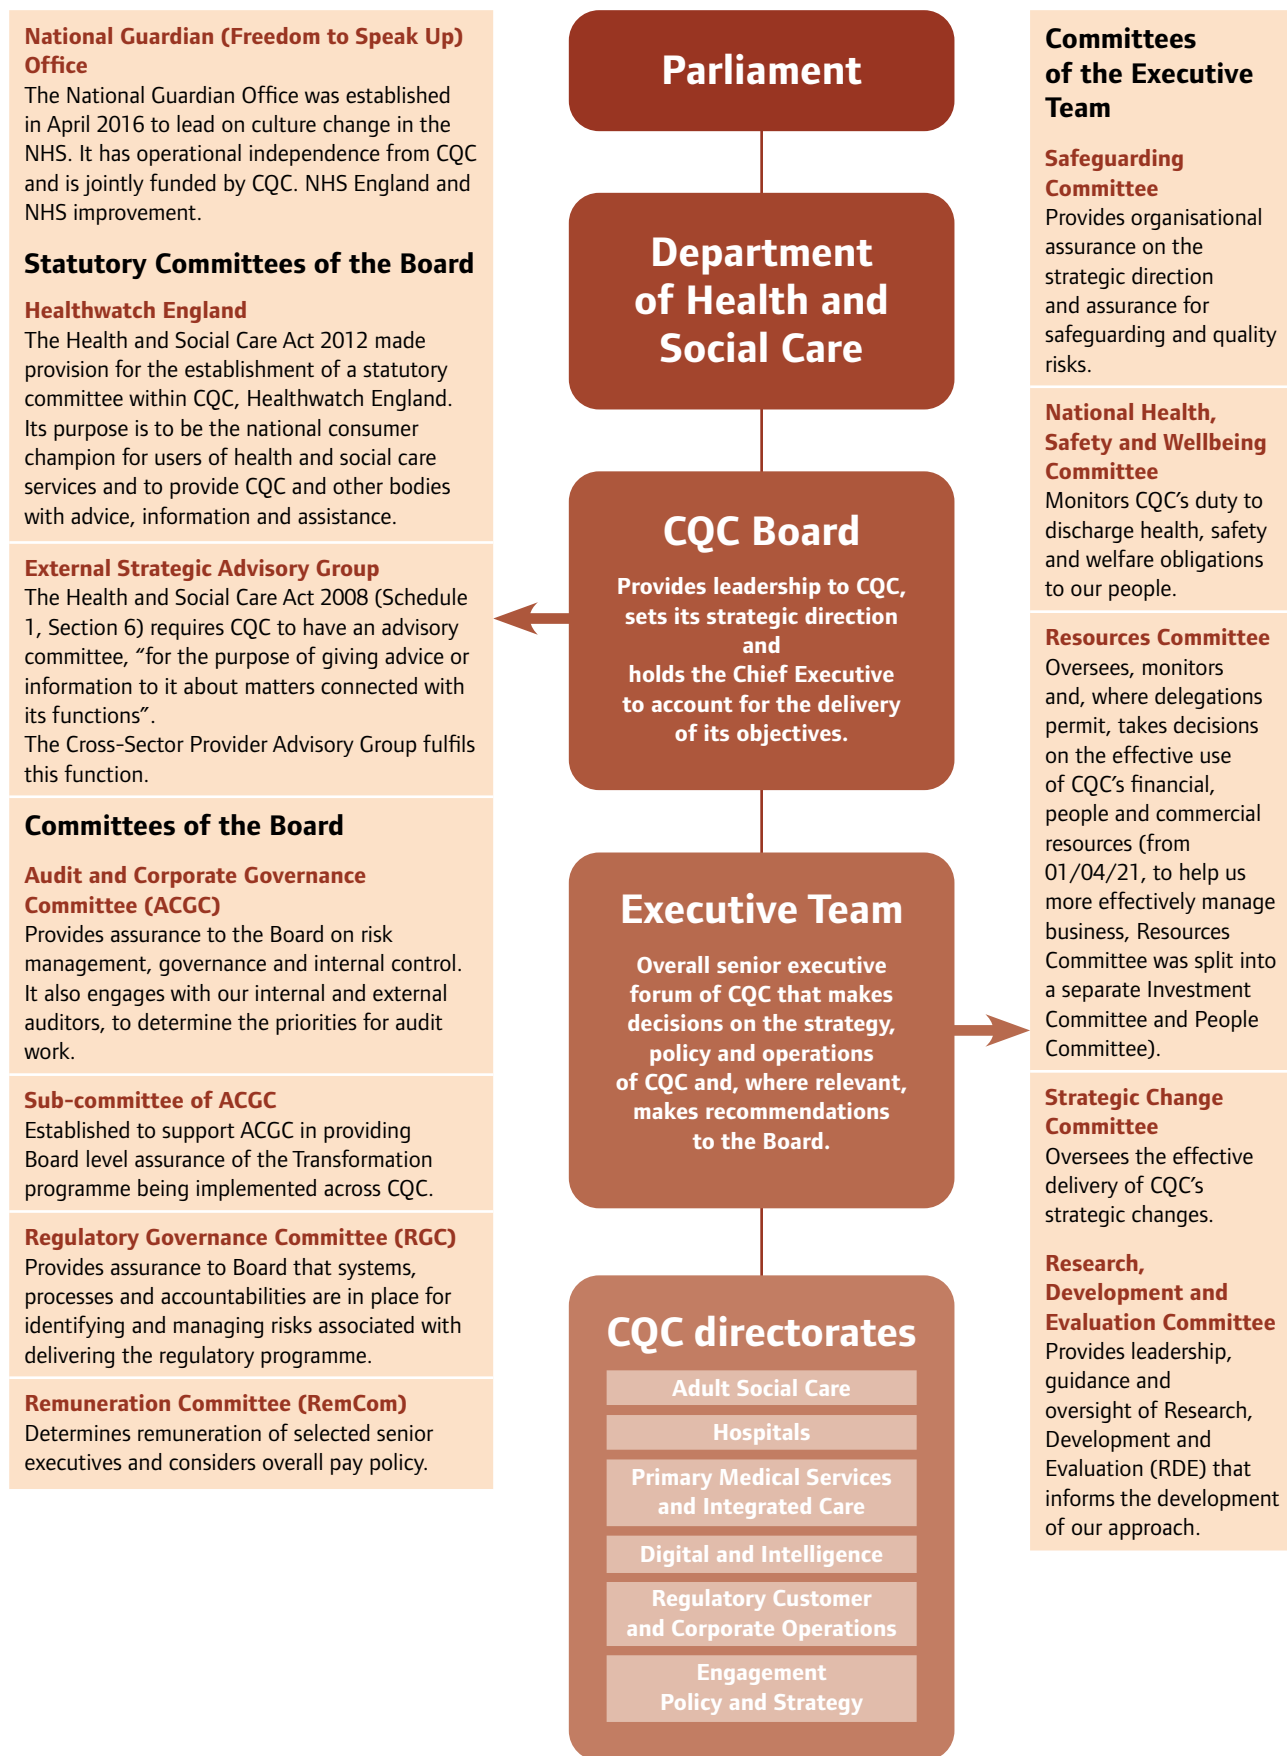 National Guardian (Freedom to Speak Up)
Office
The National Guardian Office was established
in April 2016 to lead on culture change in the
NHS. It has operational independence from CQC
and is jointly funded by CQC. NHS England and
NHS improvement.
Statutory Committees of the Board
Healthwatch England
The Health and Social Care Act 2012 made
provision for the establishment of a statutory
committee within CQC, Healthwatch England.
Its purpose is to be the national consumer
champion for users of health and social care
services and to provide CQC and other bodies
with advice, information and assistance.
External Strategic Advisory Group
The Health and Social Care Act 2008 (Schedule
1, Section 6) requires CQC to have an advisory
committee, “for the purpose of giving advice or
information to it about matters connected with
its functions”.
The Cross-Sector Provider Advisory Group fulfils
this function.
Committees of the Board
Audit and Corporate Governance
Committee (ACGC)
Provides assurance to the Board on risk
management, governance and internal control.
It also engages with our internal and external
auditors, to determine the priorities for audit
work.
Sub-committee of ACGC
Established to support ACGC in providing
Board level assurance of the Transformation
programme being implemented across CQC.
Regulatory Governance Committee (RGC)
Provides assurance to Board that systems,
processes and accountabilities are in place for
identifying and managing risks associated with
delivering the regulatory programme.
Remuneration Committee (RemCom)
Determines remuneration of selected senior
executives and considers overall pay policy.
Parliament
Department
of Health and
Social Care
CQC Board
Provides leadership to CQC,
sets its strategic direction
and
holds the Chief Executive
to account for the delivery
of its objectives.
Executive Team
Overall senior executive
forum of CQC that makes
decisions on the strategy,
policy and operations
of CQC and, where relevant,
makes recommendations
to the Board.
CQC directorates
Adult Social Care
Hospitals
Primary Medical Services
and Integrated Care
Digital and Intelligence
Regulatory Customer
and Corporate Operations
Engagement
Policy and Strategy
Committees
of the Executive
Team
Safeguarding
Committee
Provides organisational
assurance on the
strategic direction
and assurance for
safeguarding and quality
risks.
National Health,
Safety and Wellbeing
Committee
Monitors CQC’s duty to
discharge health, safety
and welfare obligations
to our people.
Resources Committee
Oversees, monitors
and, where delegations
permit, takes decisions
on the effective use
of CQC’s financial,
people and commercial
resources (from
01/04/21, to help us
more effectively manage
business, Resources
Committee was split into
a separate Investment
Committee and People
Committee).
Strategic Change
Committee
Oversees the effective
delivery of CQC’s
strategic changes.
Research,
Development and
Evaluation Committee
Provides leadership,
guidance and
oversight of Research,
Development and
Evaluation (RDE) that
informs the development
of our approach.